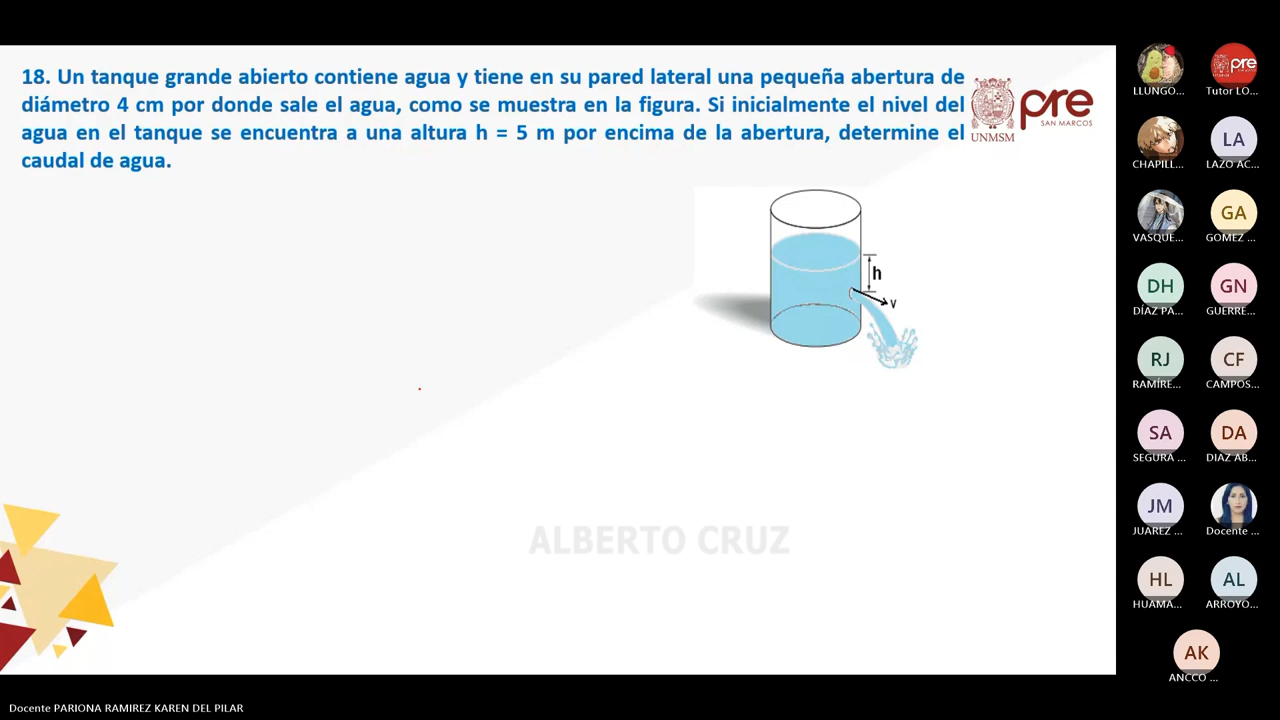 18. Un tanque grande abierto contiene agua y tiene en su pared lateral una pequeña abertura de
diámetro 4 cm por donde sale el agua, como se muestra en la figura. Si inicialmente el nivel del
agua en el tanque se encuentra a una altura h = 5 m por encima de la abertura, determine el
caudal de agua.
UNMSM
pre
SAN MARCOS
h
v
ALBERTO CRUZ
LLUNGO...
pre
Tutor LO...
CHAPILL...
LA
LAZO AC...
VASQUE...
GA
GOMEZ ...
DH
DÍAZ PA...
GN
GUERRE...
RJ
RAMÍRE...
CF
CAMPOS...
SA
SEGURA ...
DA
DIAZ AB...
JM
JUAREZ ...
Docente ...
HL
HUAMA...
AL
ARROYO...
AK
ANCCO ...
Docente PARIONA RAMIREZ KAREN DEL PILAR